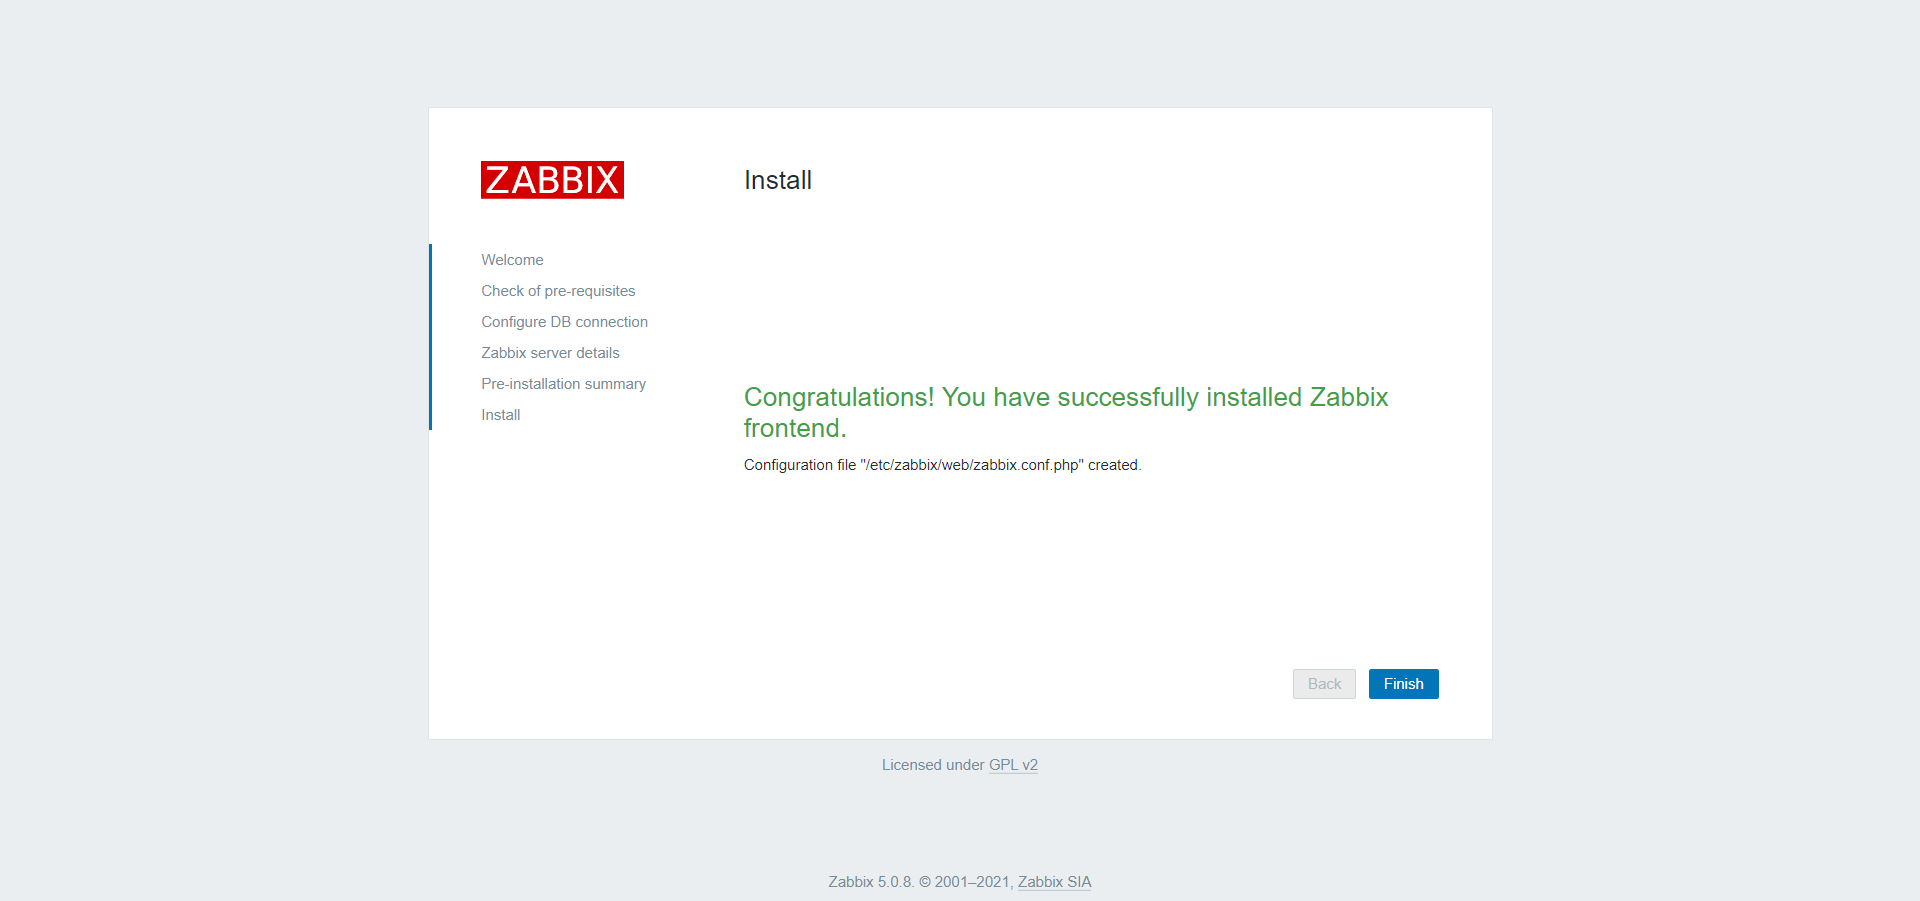 ZABBIX
Install
Welcome
Check of pre-requisites
Configure DB connection
Zabbix server details
Pre-installation summary
Install
Congratulations! You have successfully installed Zabbix
frontend.
Configuration file "/etc/zabbix/web/zabbix.conf.php" created.
Back
Finish
Licensed under GPL v2
Zabbix 5.0.8. © 2001–2021, Zabbix SIA